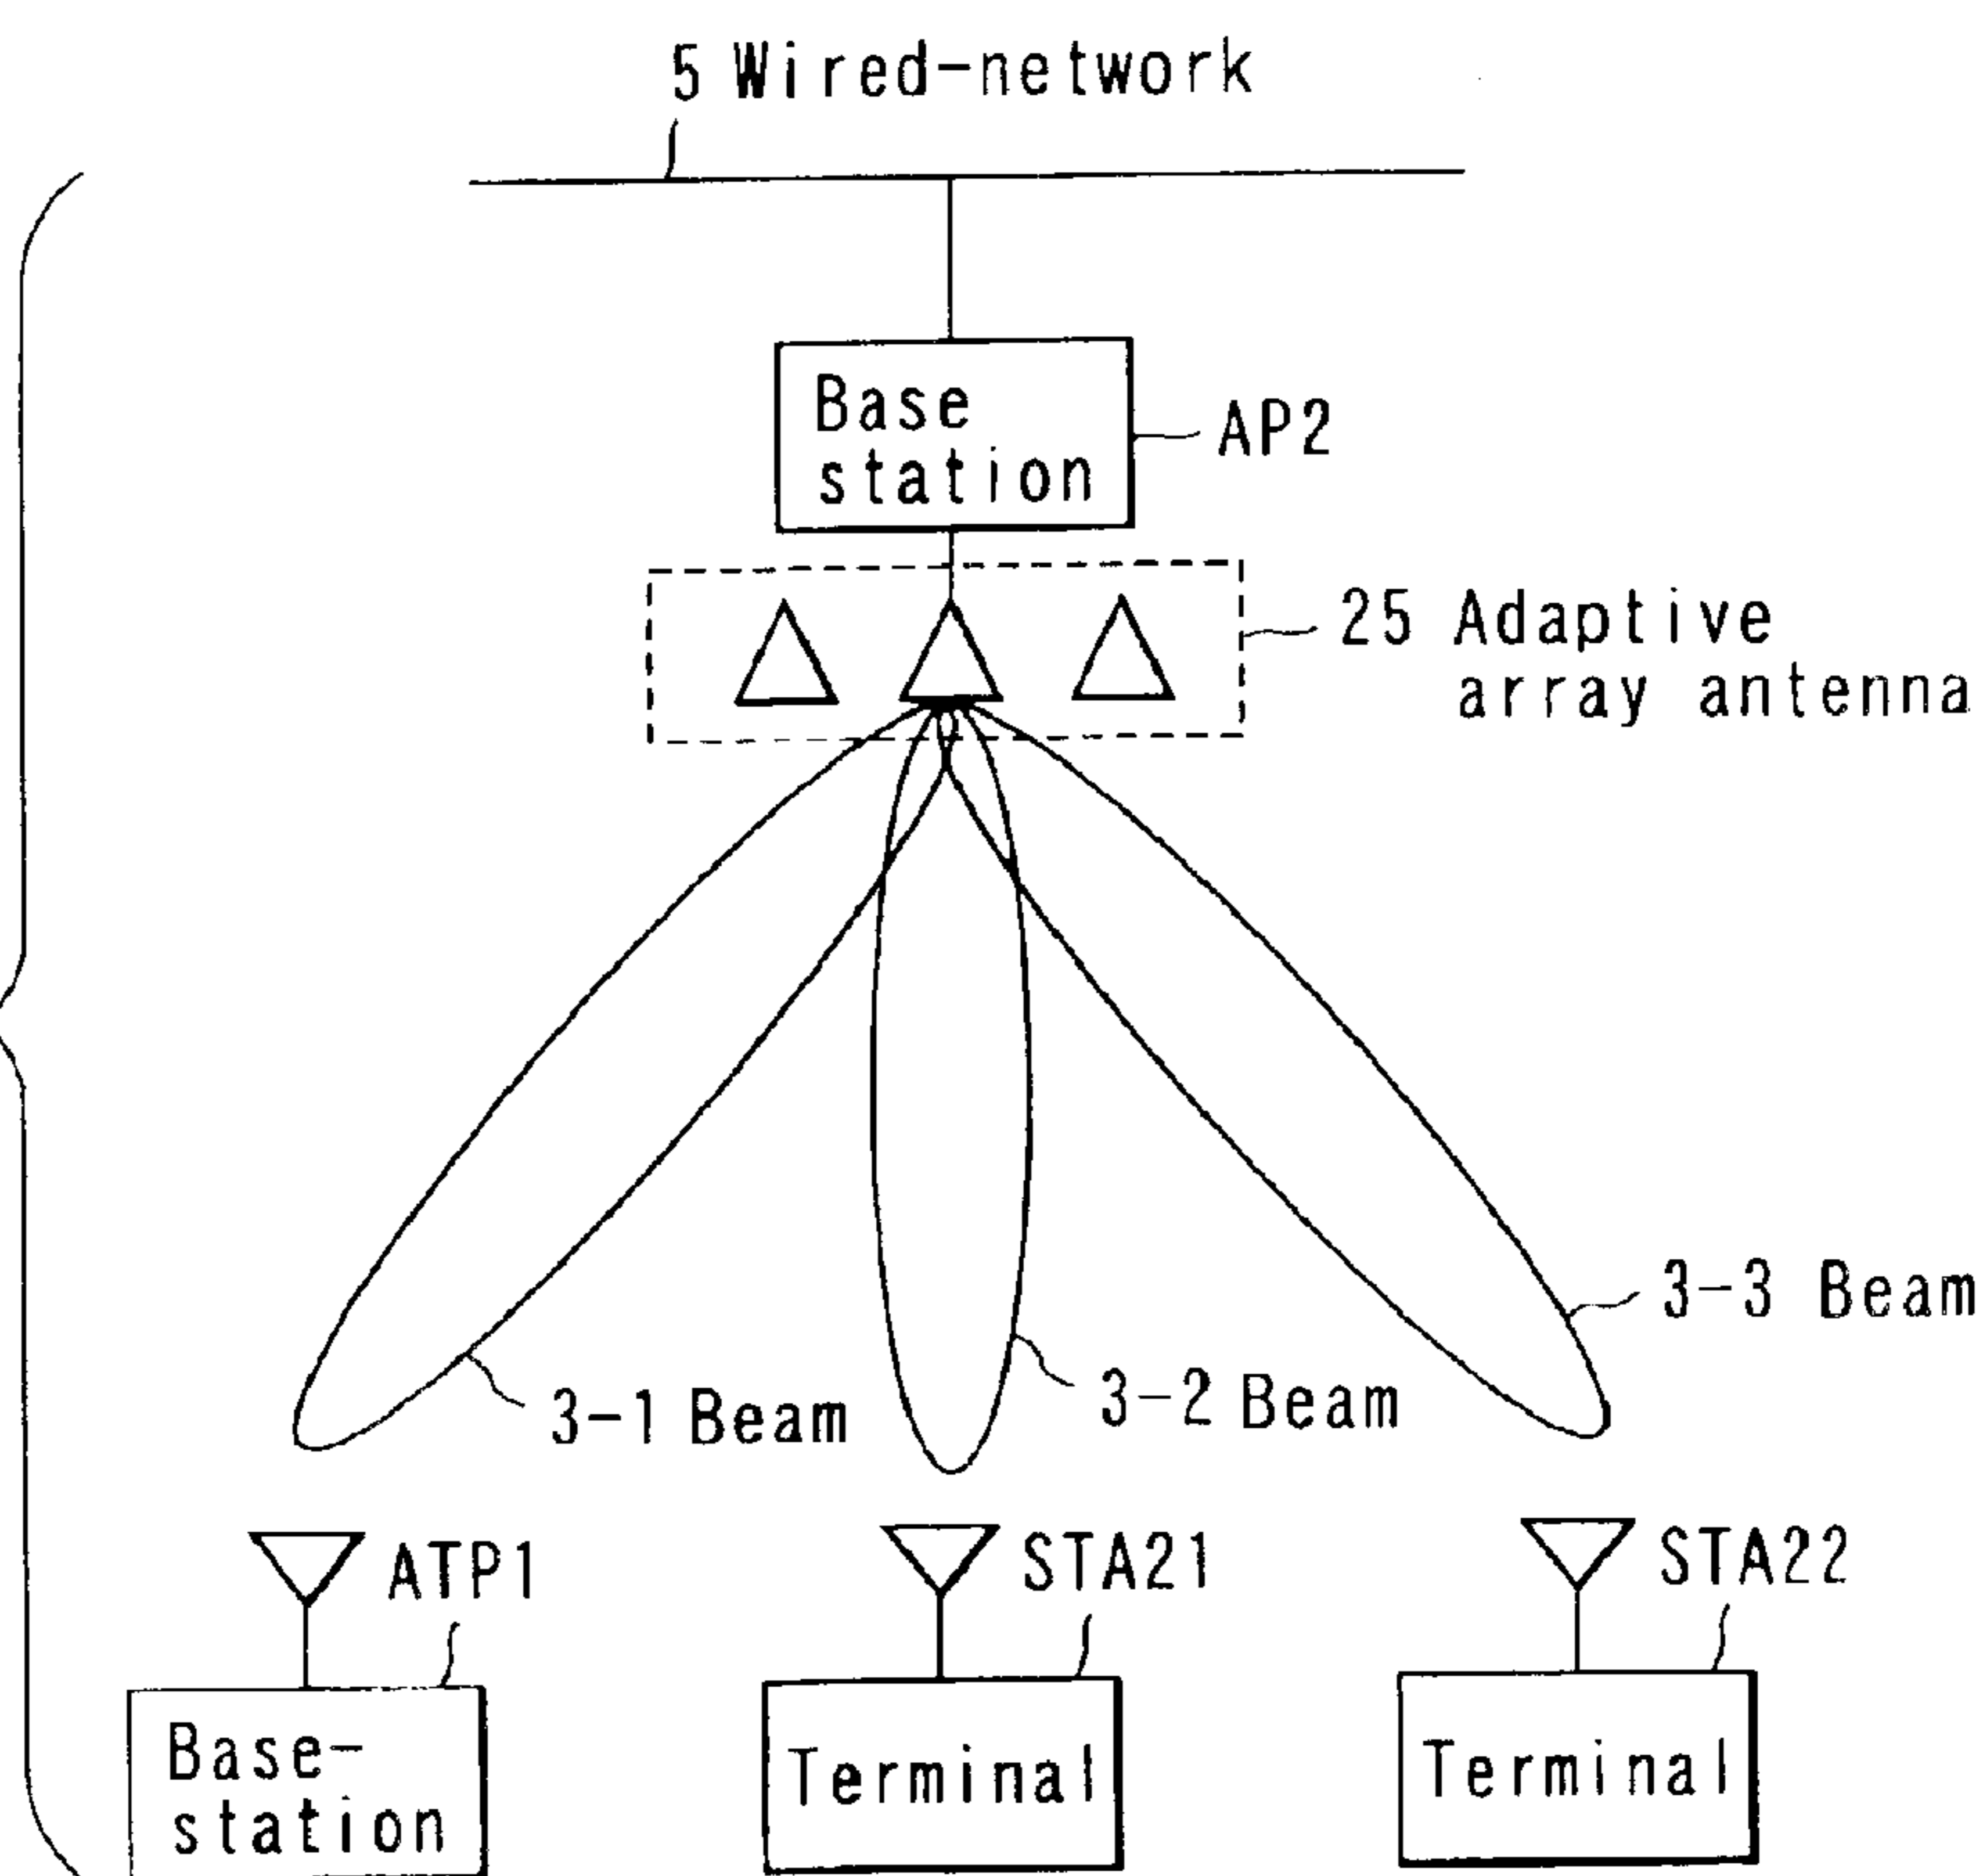 5 Wired-network
Base
station
AP2
25 Adaptive
array antenna
3-3 Beam
3-2 Beam
3-1 Beam
ATP1
STA21
STA22
Base-
station
Terminal
Terminal